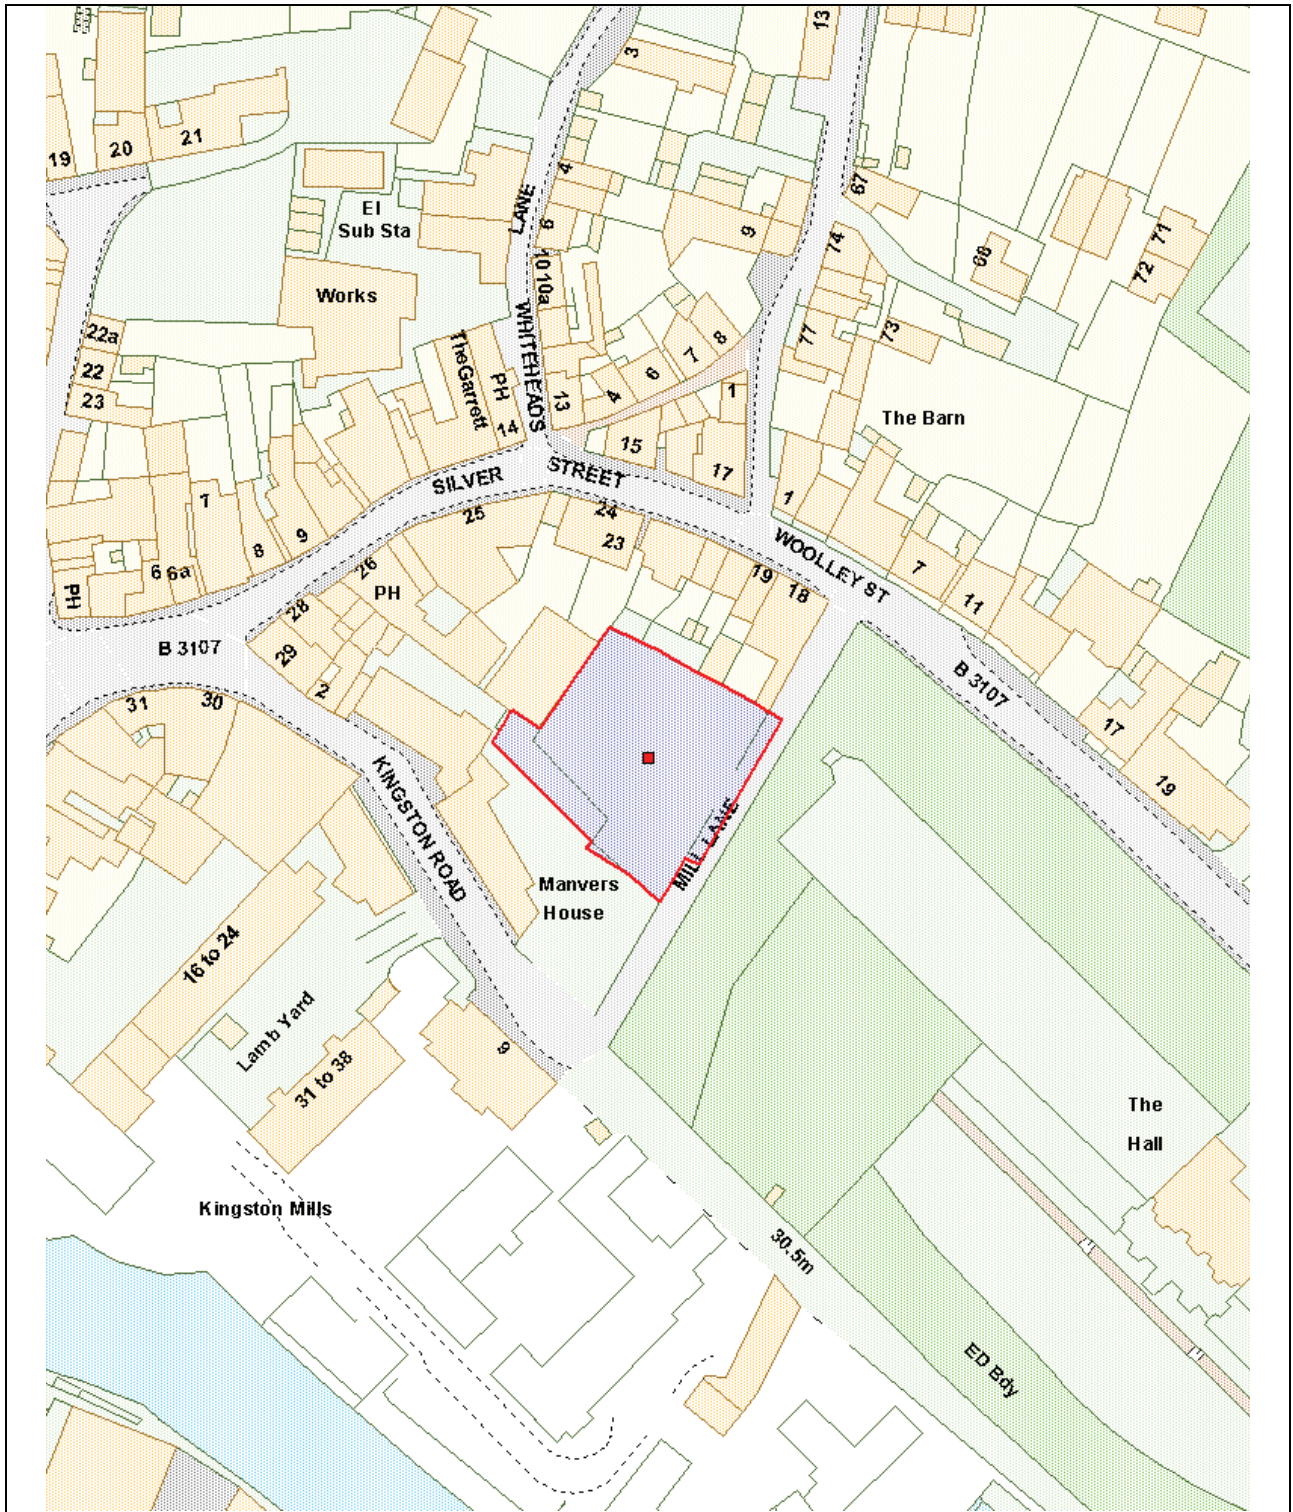 13
3
19
20
21
El
Sub Sta
LANE
4
6
67
9
74
68
71
72
10 10a
Works
WHITEHEAD'S
22a
22
23
The Garrett
PH
14
13
4
6
7
8
1
77
73
The Barn
15
17
SILVER
STREET
7
8
9
25
24
23
1
WOOLLEY ST
7
11
19
18
PH
6 6a
26
PH
28
29
2
B 3107
31
30
B 3107
17
19
KINGSTON ROAD
MILL LANE
Manvers
House
16 to 24
Lamb Yard
31 to 38
9
The
Hall
Kingston Mills
30.5m
ED Bdy